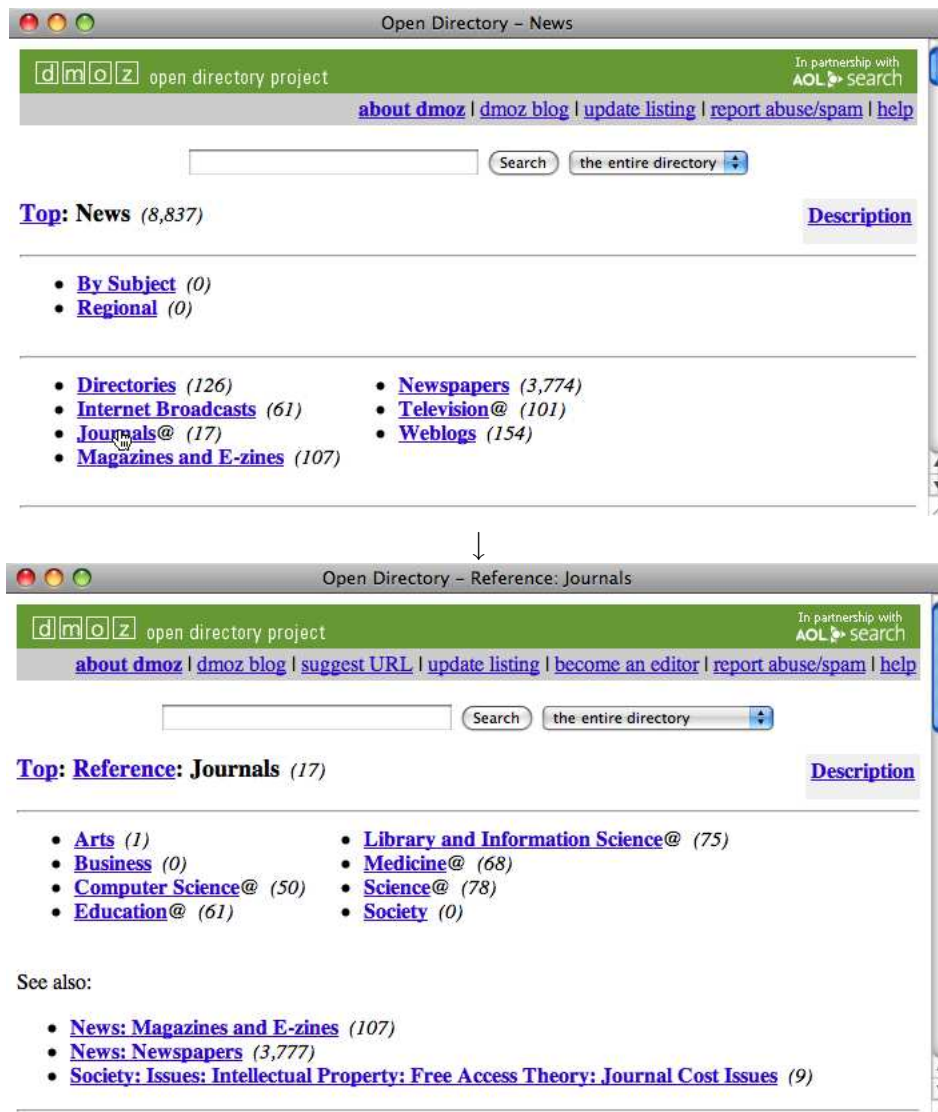 Open Directory – News
dmoz open directory project
In partnership with
AOL search
about dmoz | dmoz blog | update listing | report abuse/spam | help
Search the entire directory
Top: News (8,837) Description
• By Subject (0)
• Regional (0)
• Directories (126)
• Internet Broadcasts (61)
• Journals@ (17)
• Magazines and E-zines (107)
• Newspapers (3,774)
• Television@ (101)
• Weblogs (154)
↓
Open Directory – Reference: Journals
dmoz open directory project
In partnership with
AOL search
about dmoz | dmoz blog | suggest URL | update listing | become an editor | report abuse/spam | help
Search the entire directory
Top: Reference: Journals (17) Description
• Arts (1)
• Business (0)
• Computer Science@ (50)
• Education@ (61)
• Library and Information Science@ (75)
• Medicine@ (68)
• Science@ (78)
• Society (0)
See also:
• News: Magazines and E-zines (107)
• News: Newspapers (3,777)
• Society: Issues: Intellectual Property: Free Access Theory: Journal Cost Issues (9)